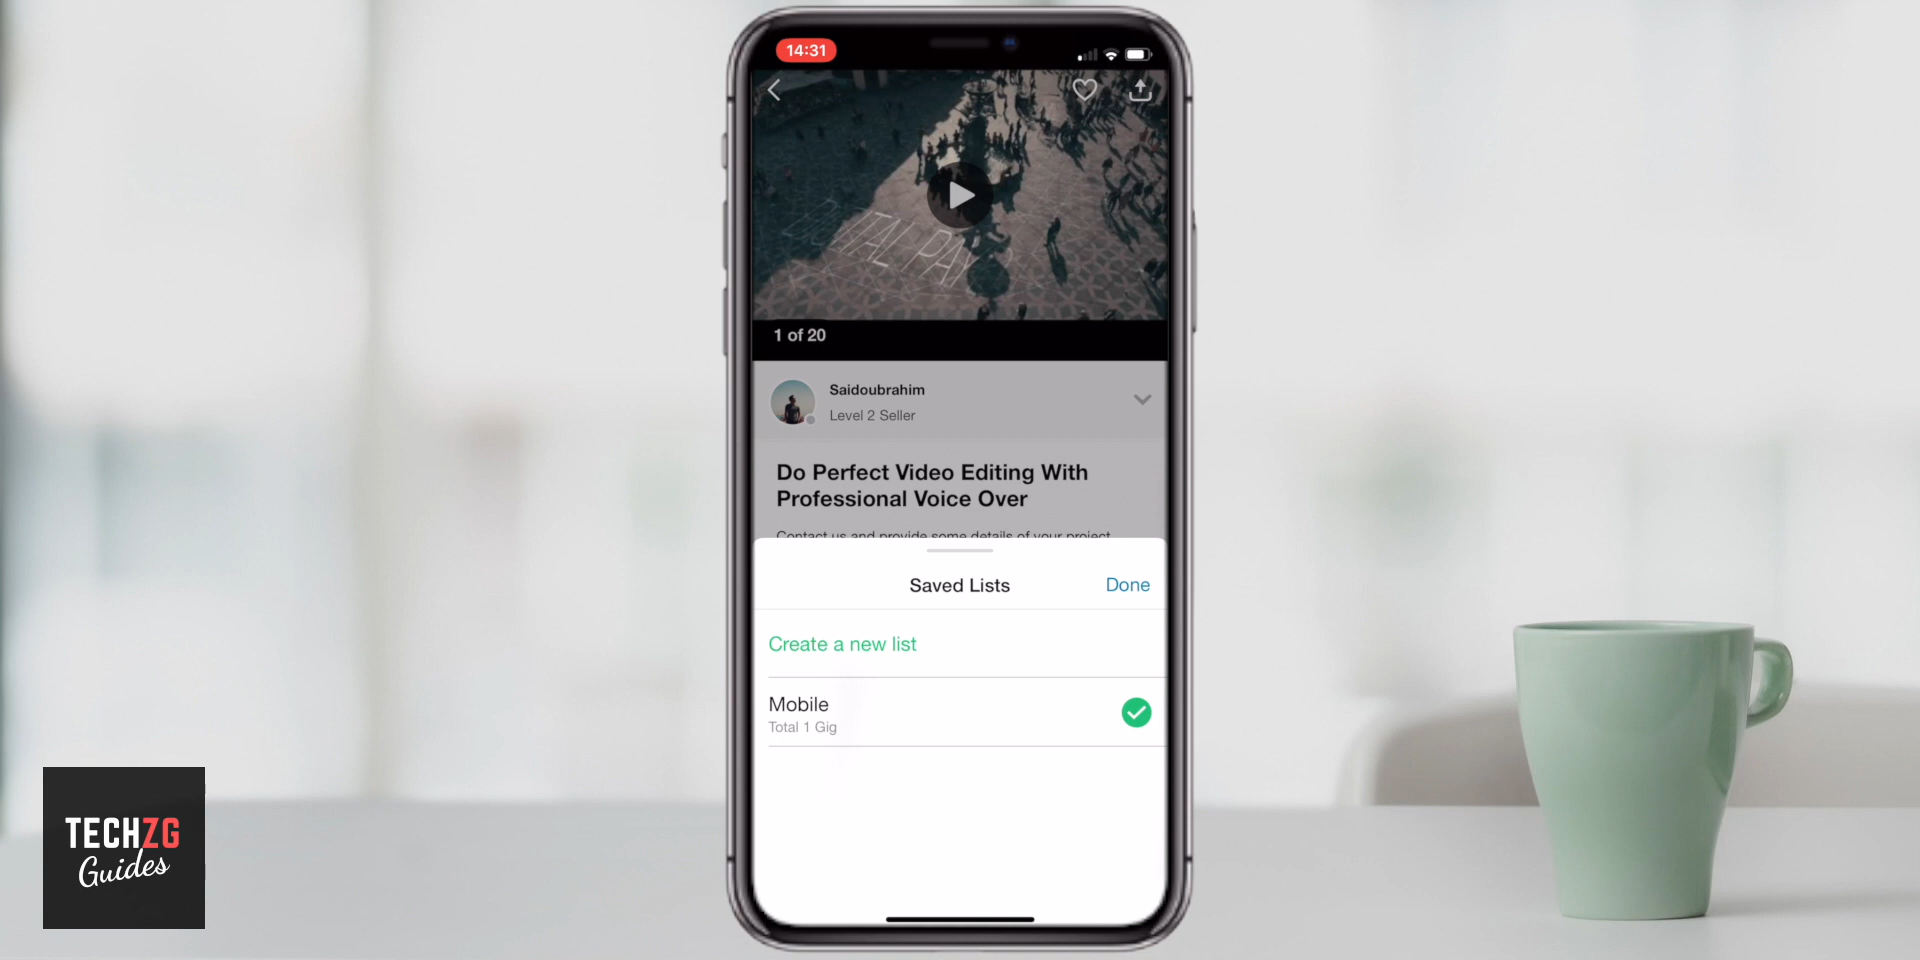 14:31
DIGITAL PAY
1 of 20
Saidoubrahim
Level 2 Seller
Do Perfect Video Editing With
Professional Voice Over
Contact us and provide some details of your project
Saved Lists
Done
Create a new list
Mobile
Total 1 Gig
TECHZG
Guides